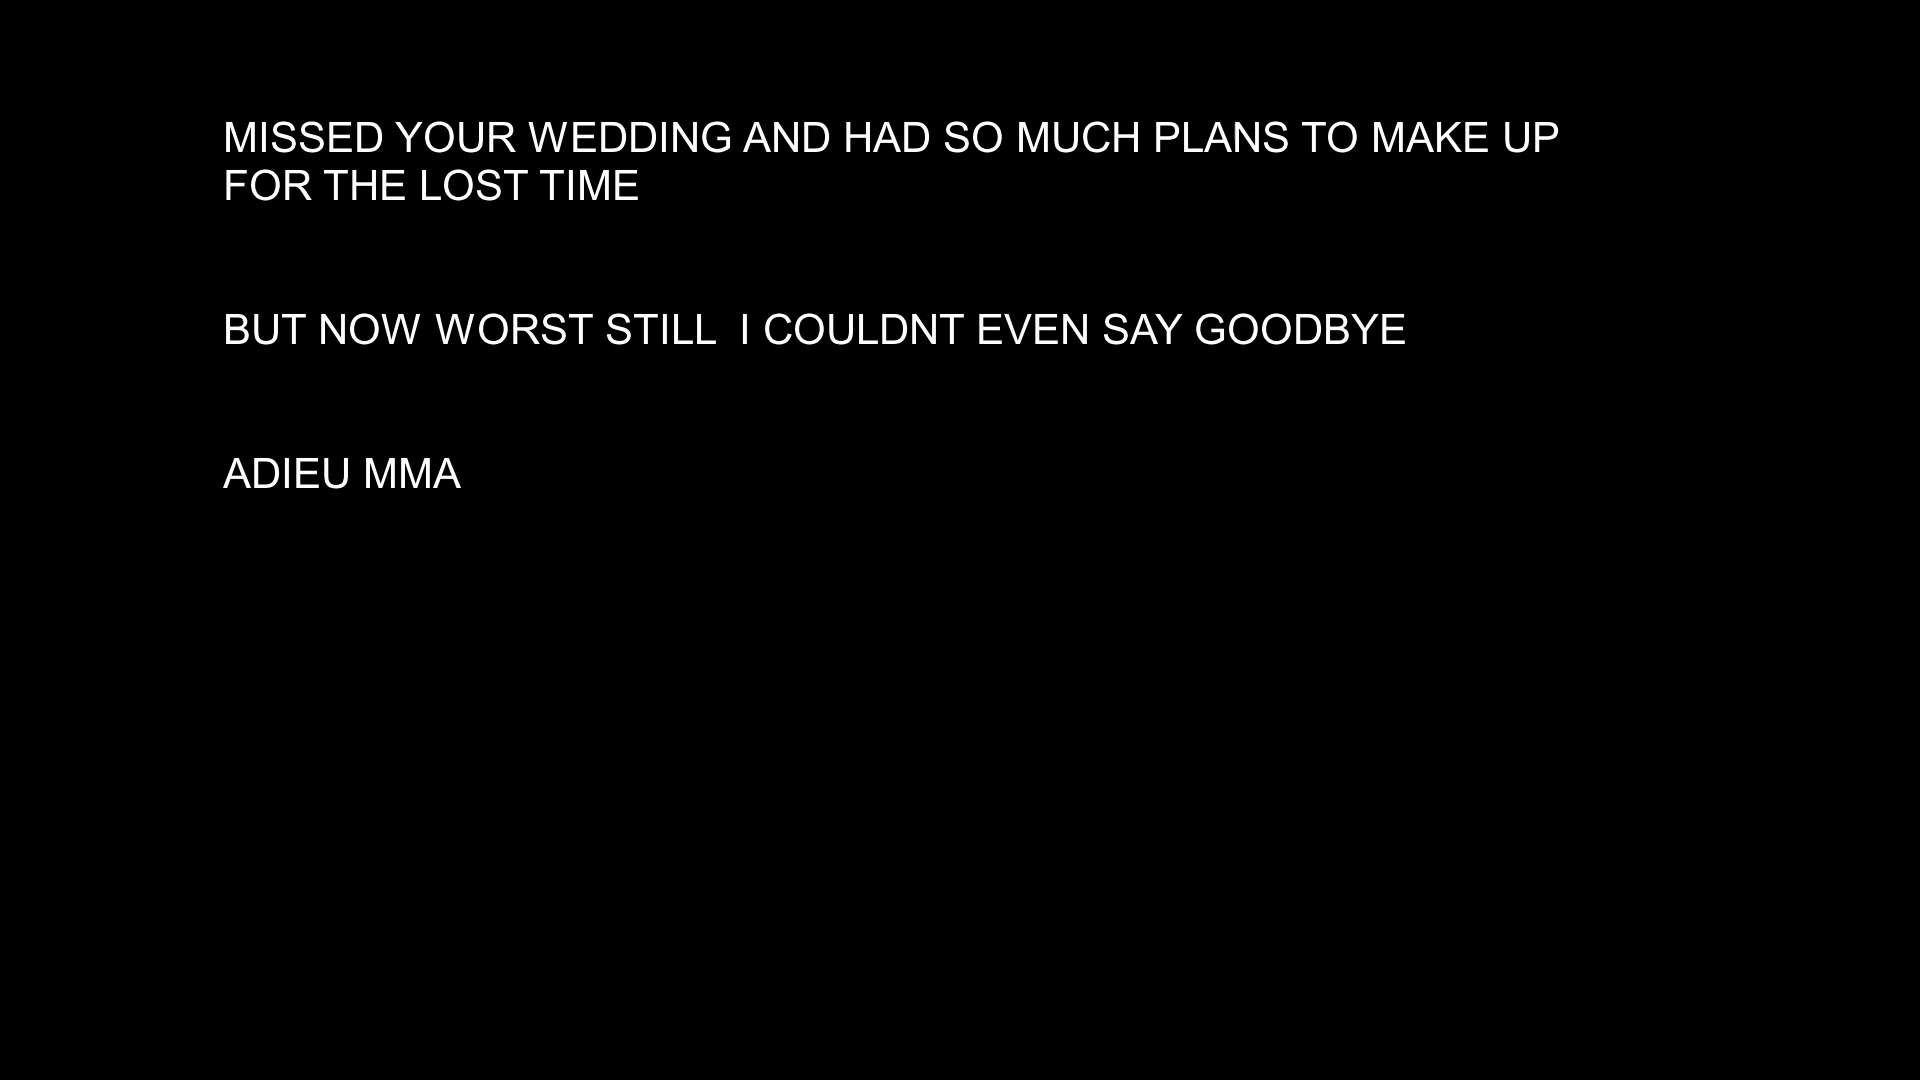 MISSED YOUR WEDDING AND HAD SO MUCH PLANS TO MAKE UP
FOR THE LOST TIME
BUT NOW WORST STILL  I COULDNT EVEN SAY GOODBYE
ADIEU MMA